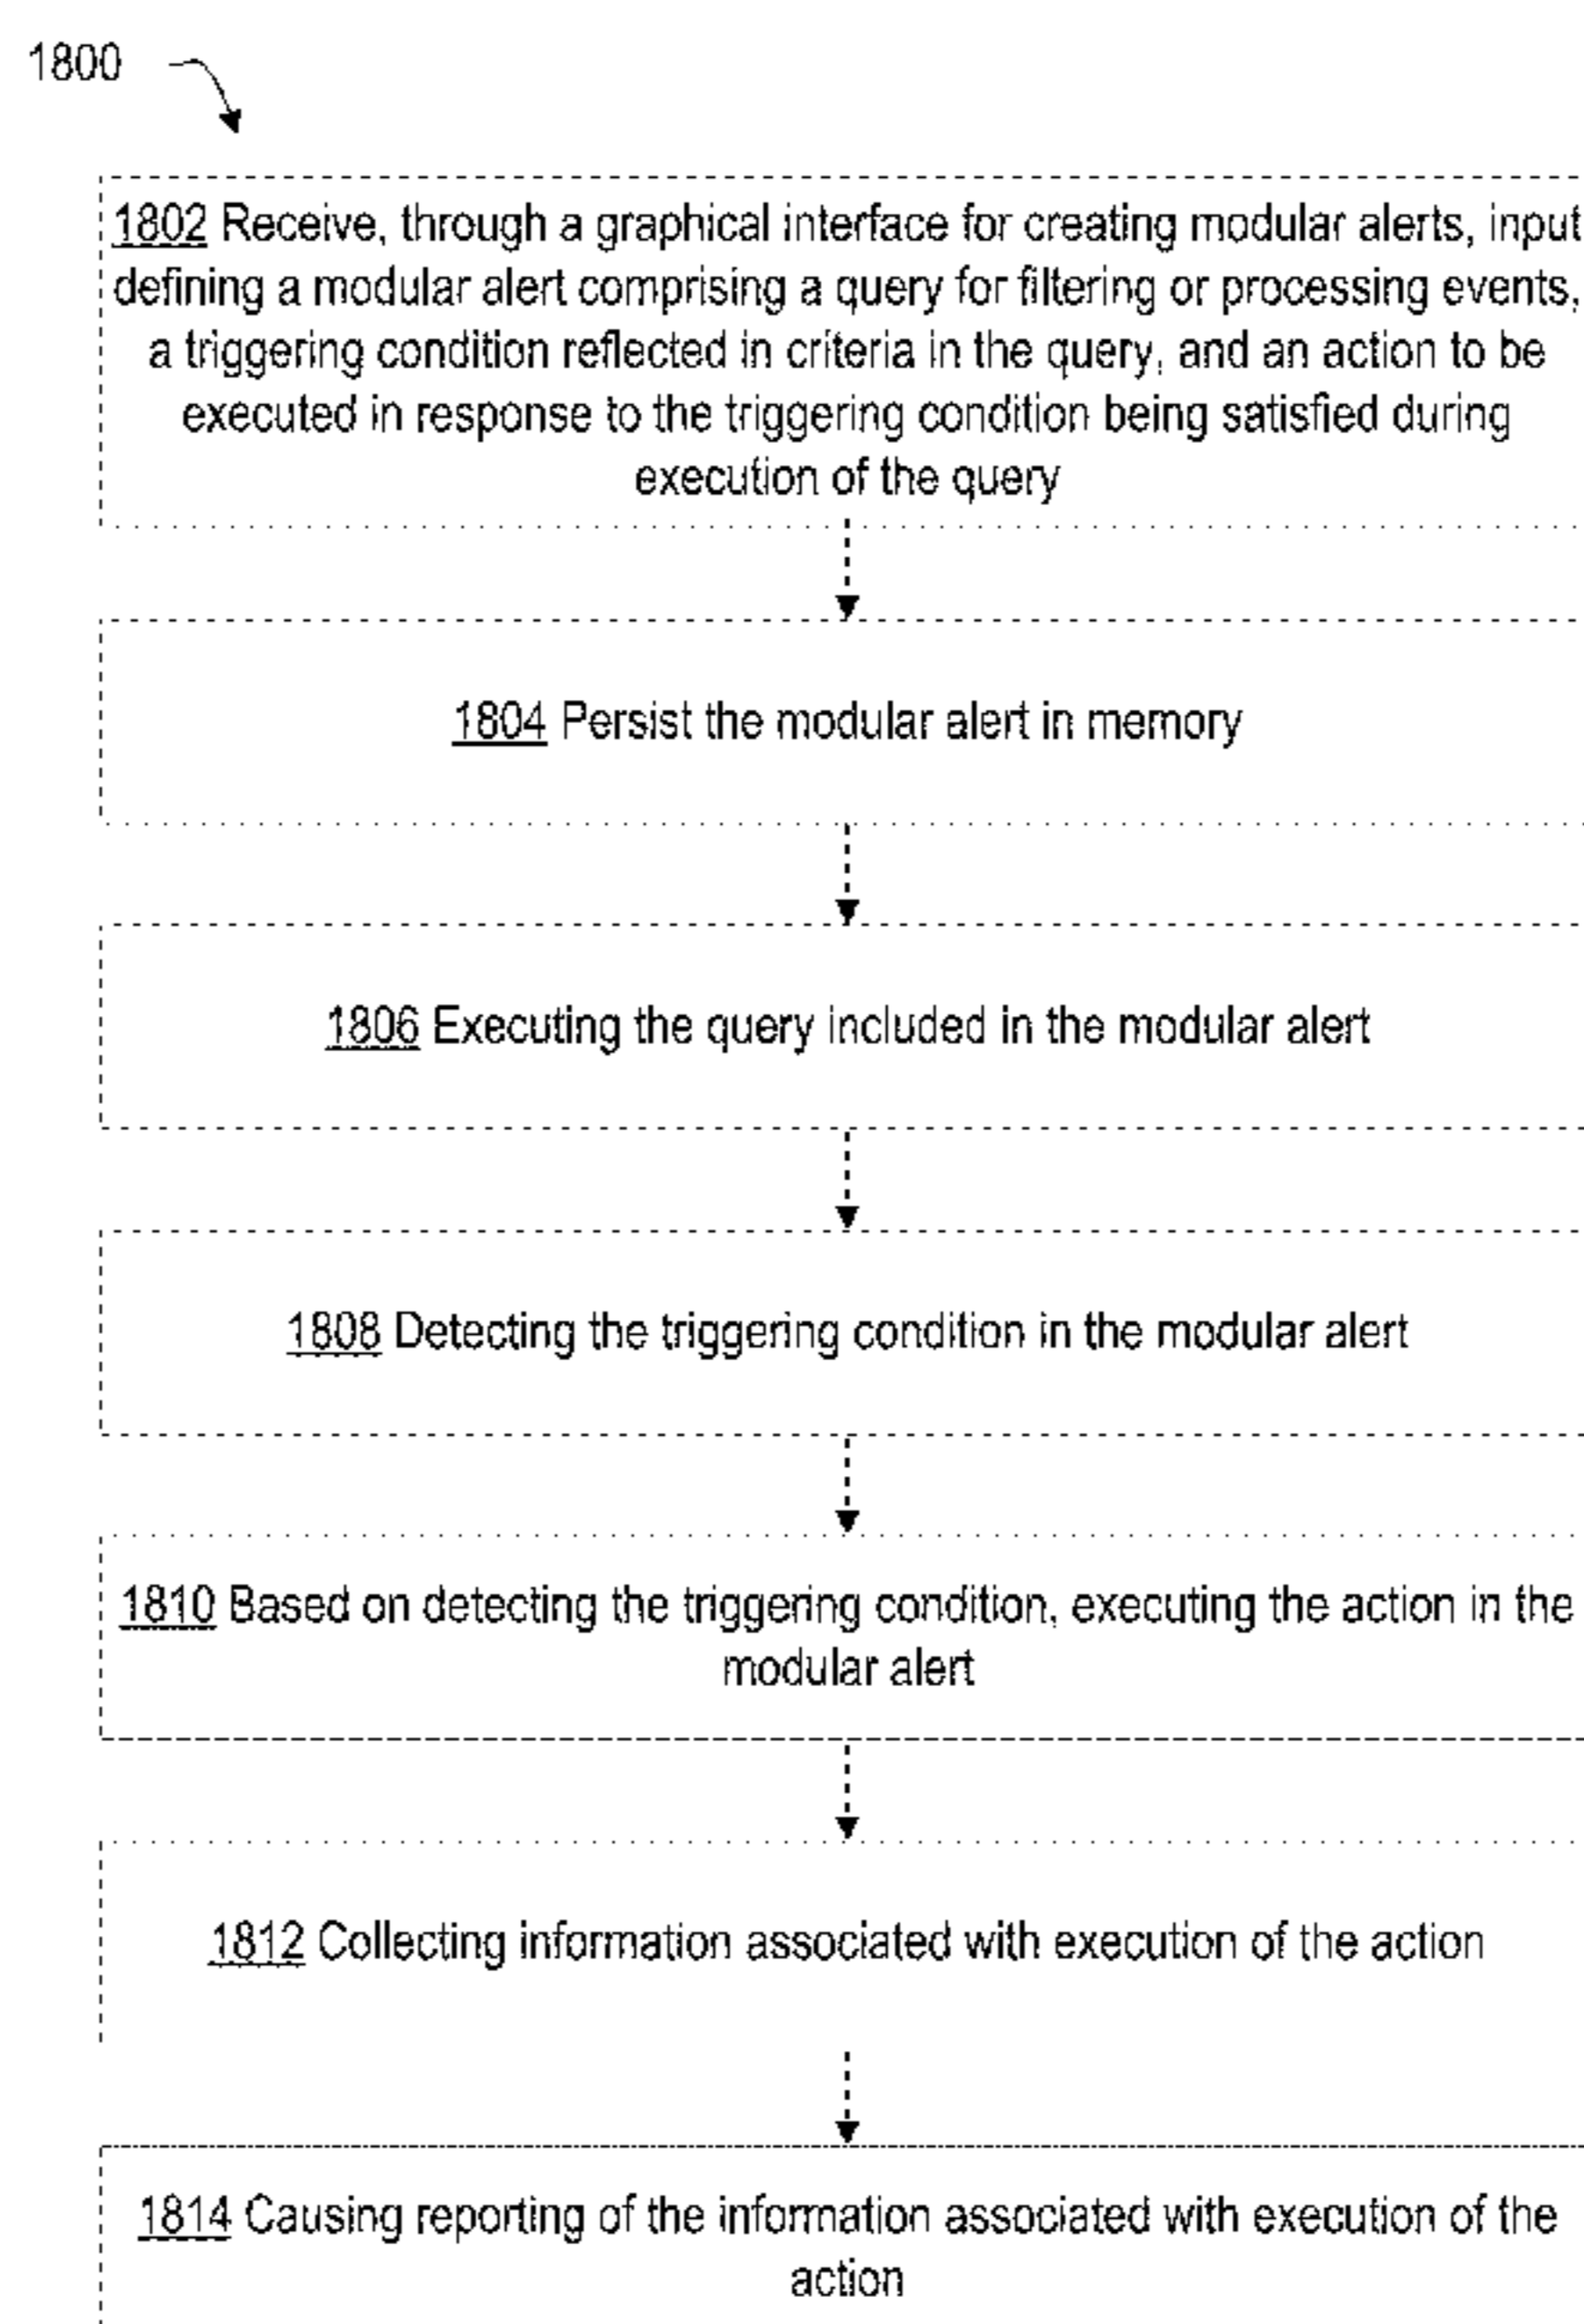 1800
1802 Receive, through a graphical interface for creating modular alerts, input
defining a modular alert comprising a query for filtering or processing events,
a triggering condition reflected in criteria in the query, and an action to be
executed in response to the triggering condition being satisfied during
execution of the query
1804 Persist the modular alert in memory
1806 Executing the query included in the modular alert
1808 Detecting the triggering condition in the modular alert
1810 Based on detecting the triggering condition, executing the action in the
modular alert
1812 Collecting information associated with execution of the action
1814 Causing reporting of the information associated with execution of the
action